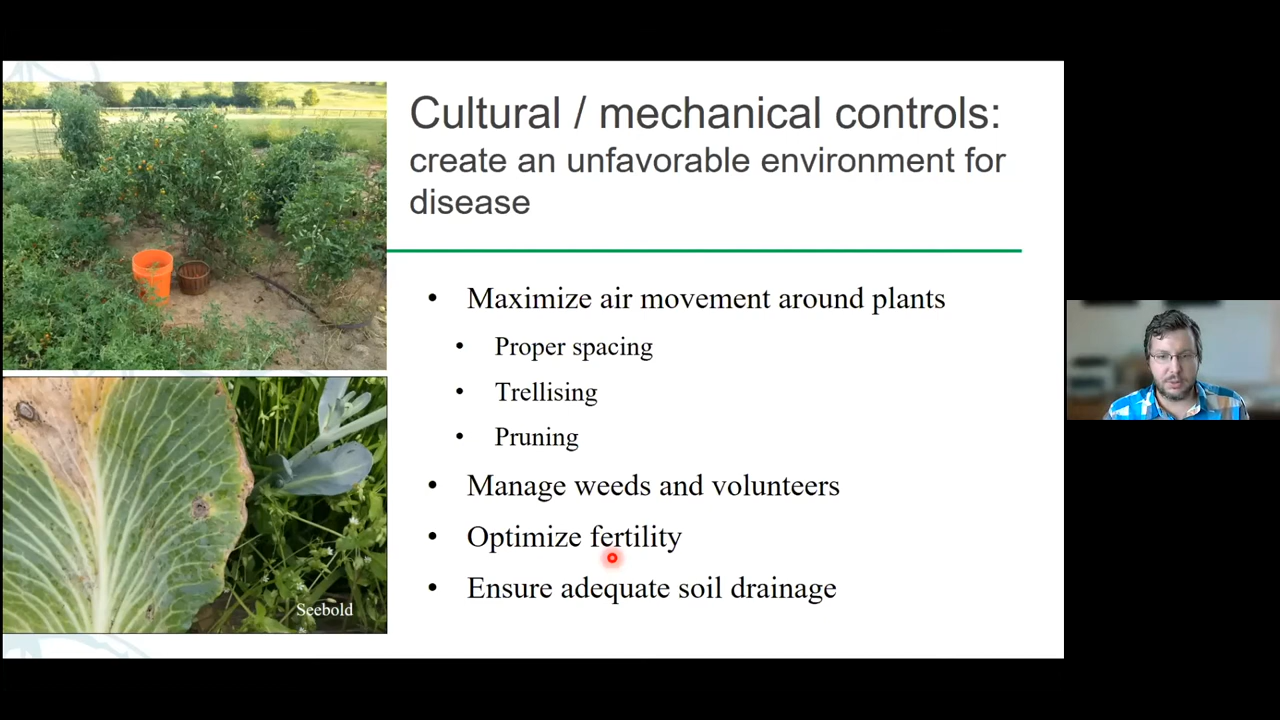 Cultural / mechanical controls:
create an unfavorable environment for
disease
• Maximize air movement around plants
• Proper spacing
• Trellising
• Pruning
• Manage weeds and volunteers
• Optimize fertility
• Ensure adequate soil drainage
Seebold